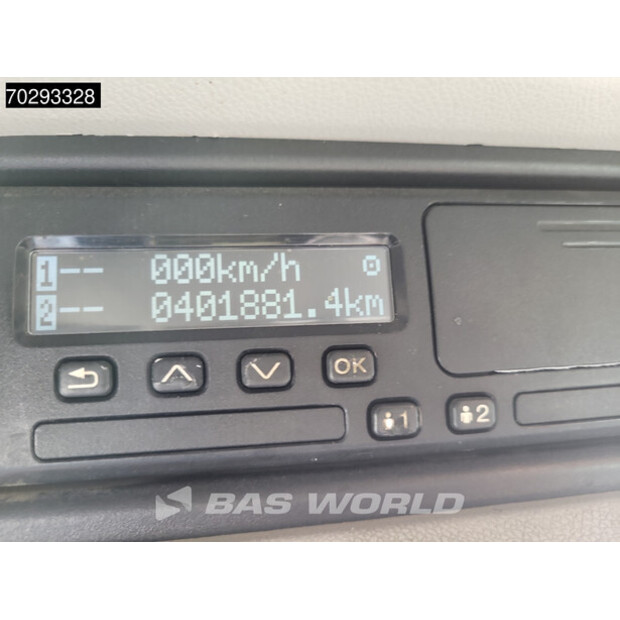 70293328
1-- 000km/h
2-- 0401881.4km
OK
1 2
BAS WORLD